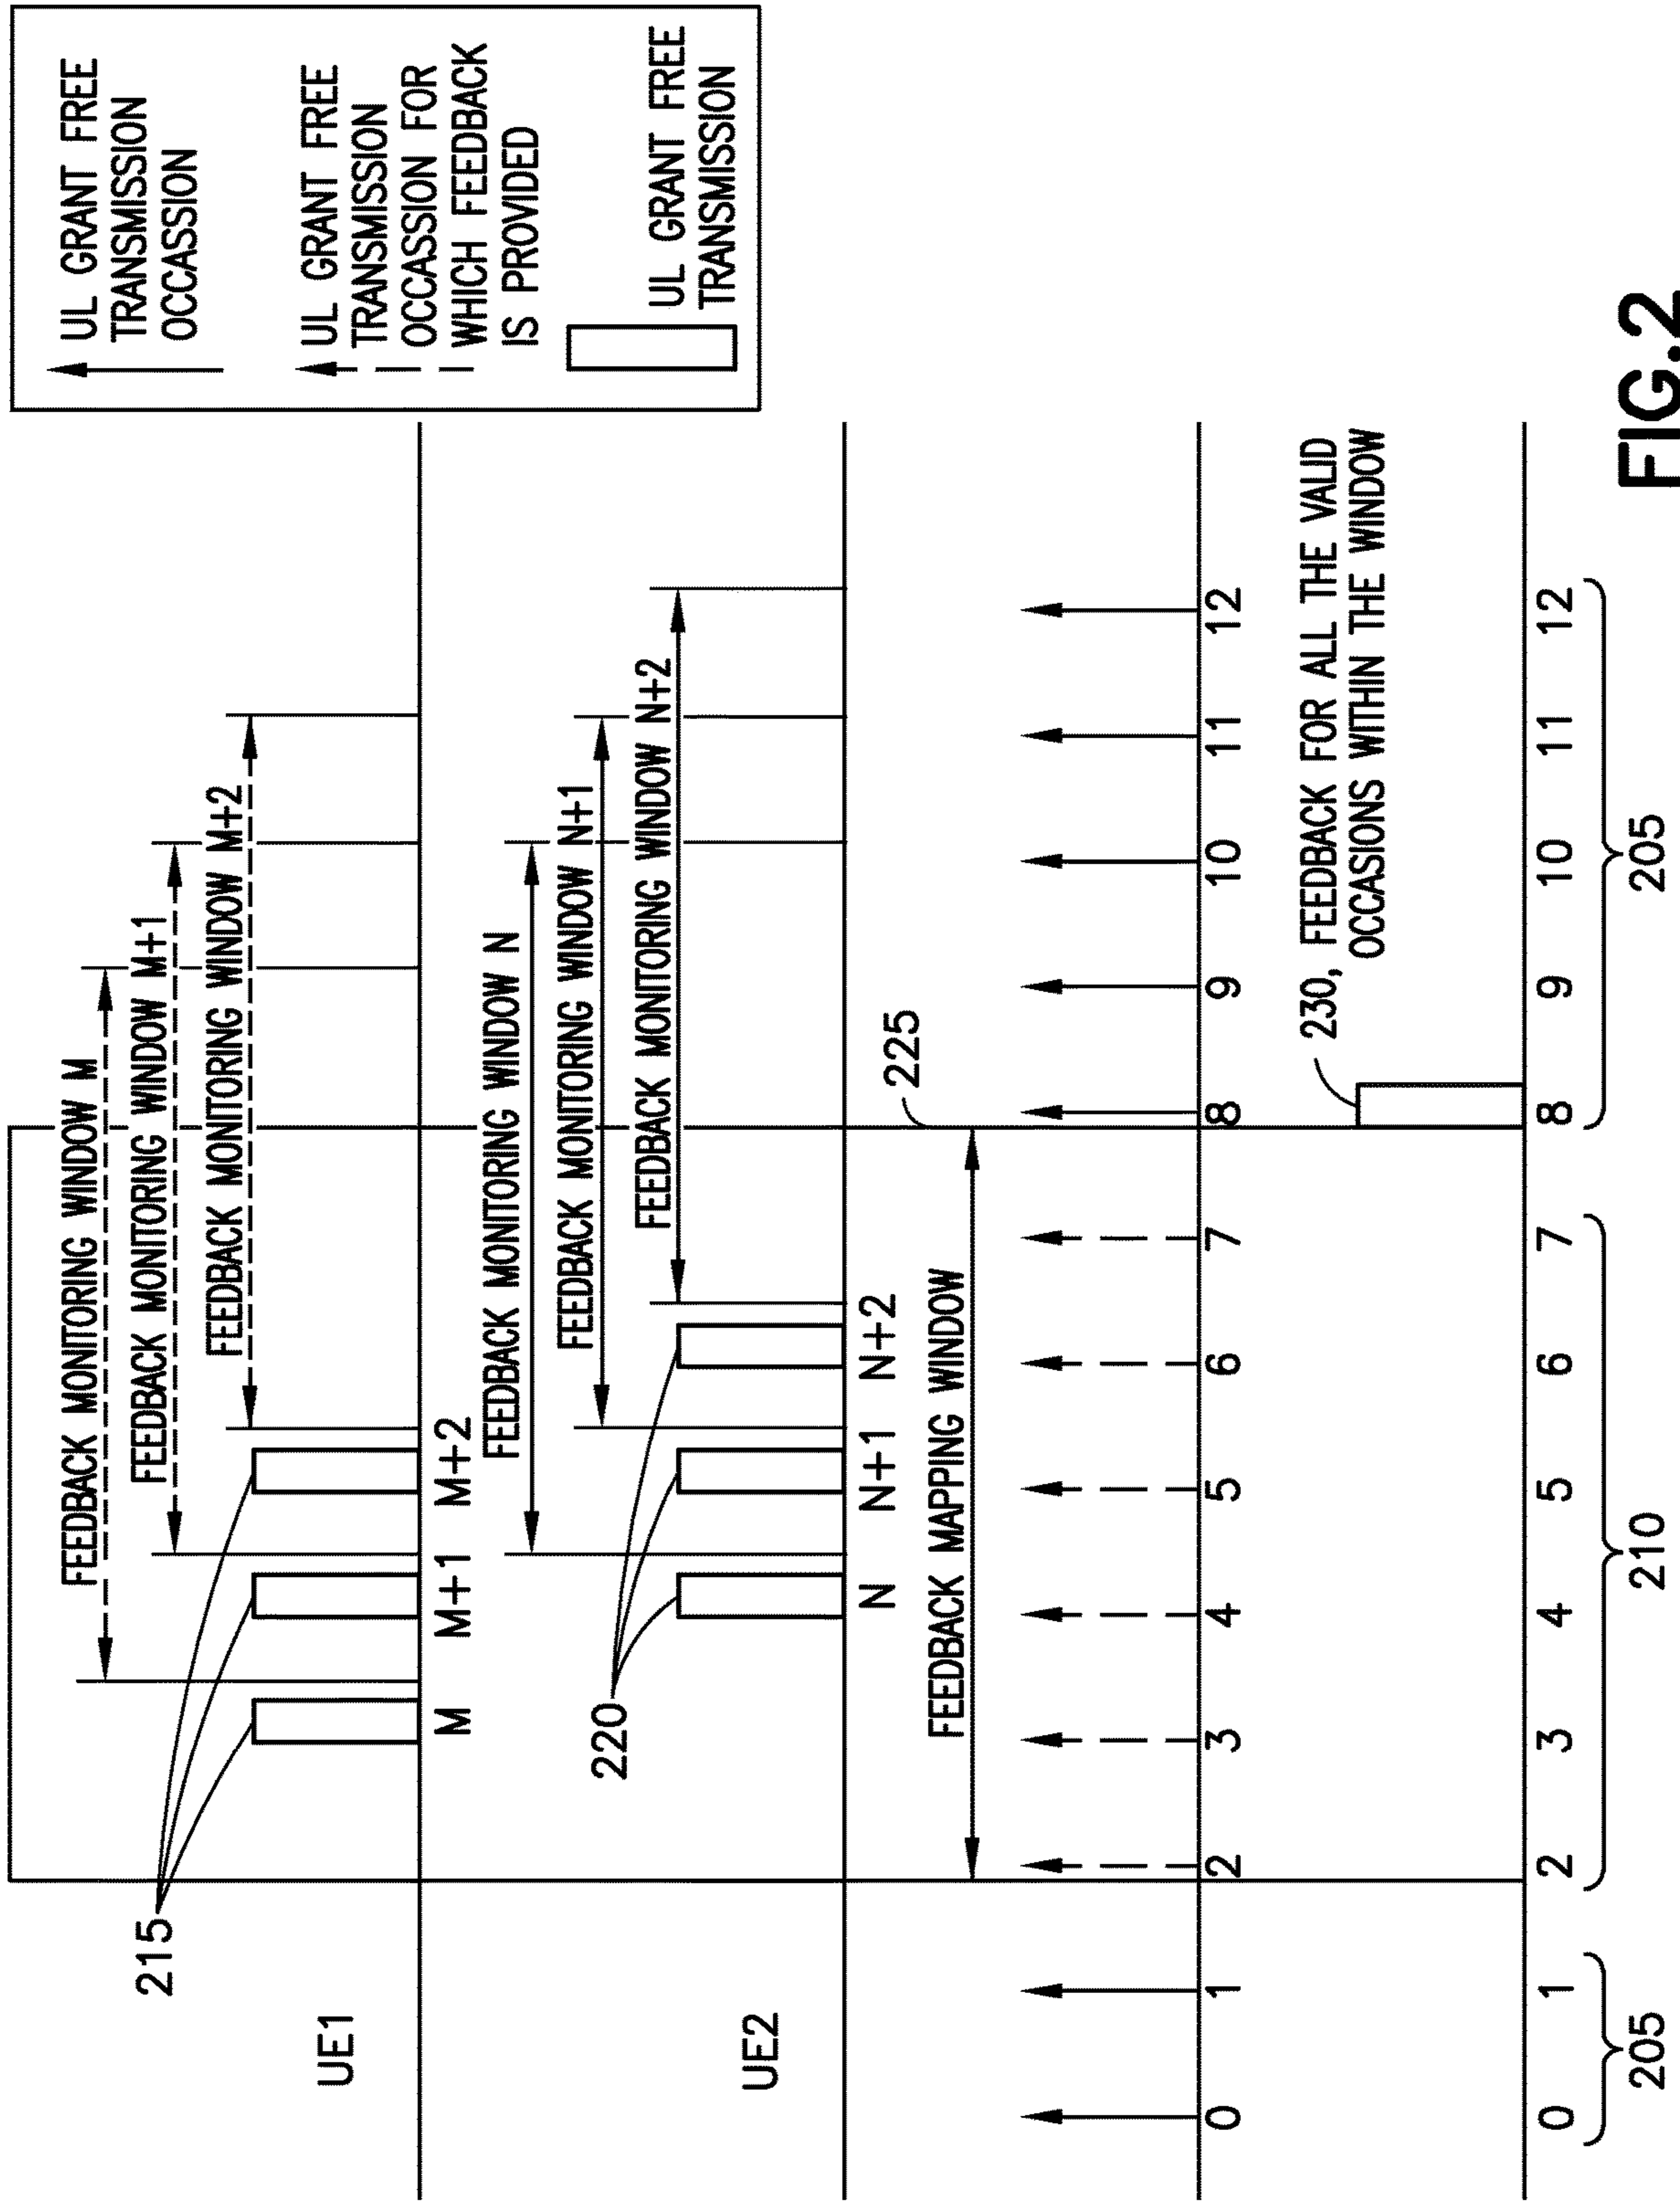 UL GRANT FREE
TRANSMISSION
OCCASSION
UL GRANT FREE
TRANSMISSION
OCCASSION FOR
WHICH FEEDBACK
IS PROVIDED
UL GRANT FREE
TRANSMISSION
215
FEEDBACK MONITORING WINDOW M
FEEDBACK MONITORING WINDOW M+1
FEEDBACK MONITORING WINDOW M+2
UE1
M M+1 M+2
FEEDBACK MONITORING WINDOW N
FEEDBACK MONITORING WINDOW N+1
220
FEEDBACK MONITORING WINDOW N+2
UE2
N N+1 N+2
225
FEEDBACK MAPPING WINDOW
0 1 2 3 4 5 6 7 8 9 10 11 12
230, FEEDBACK FOR ALL THE VALID
OCCASIONS WITHIN THE WINDOW
0 1 2 3 4 5 6 7 8 9 10 11 12
205 210 205
FIG.2